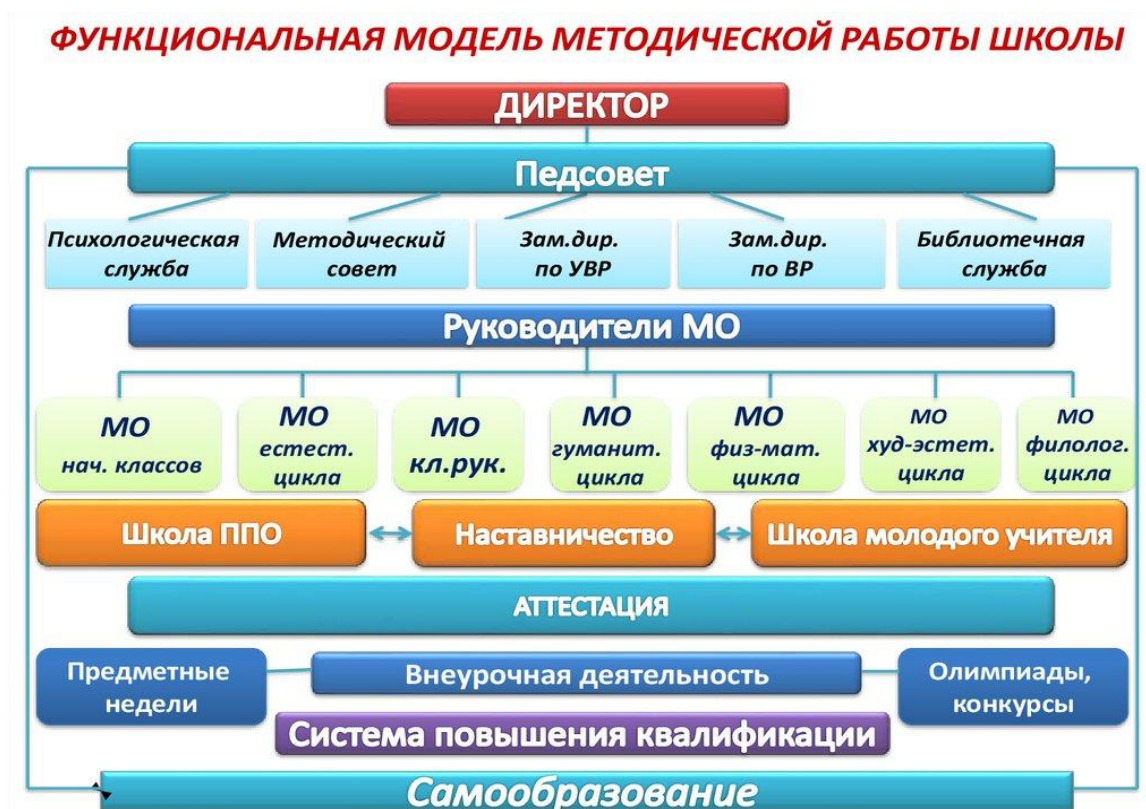 ФУНКЦИОНАЛЬНАЯ МОДЕЛЬ МЕТОДИЧЕСКОЙ РАБОТЫ ШКОЛЫ
ДИРЕКТОР
Педсовет
Психологическая
служба
Методический
совет
Зам.дир.
по УВР
Зам.дир.
по ВР
Библиотечная
служба
Руководители МО
МО
нач. классов
МО
естест.
цикла
МО
кл.рук.
МО
гуманит.
цикла
МО
физ-мат.
цикла
МО
худ-эстет.
цикла
МО
филолог.
цикла
Школа ППО
Наставничество
Школа молодого учителя
АТТЕСТАЦИЯ
Предметные
недели
Внеурочная деятельность
Олимпиады,
конкурсы
Система повышения квалификации
Самообразование